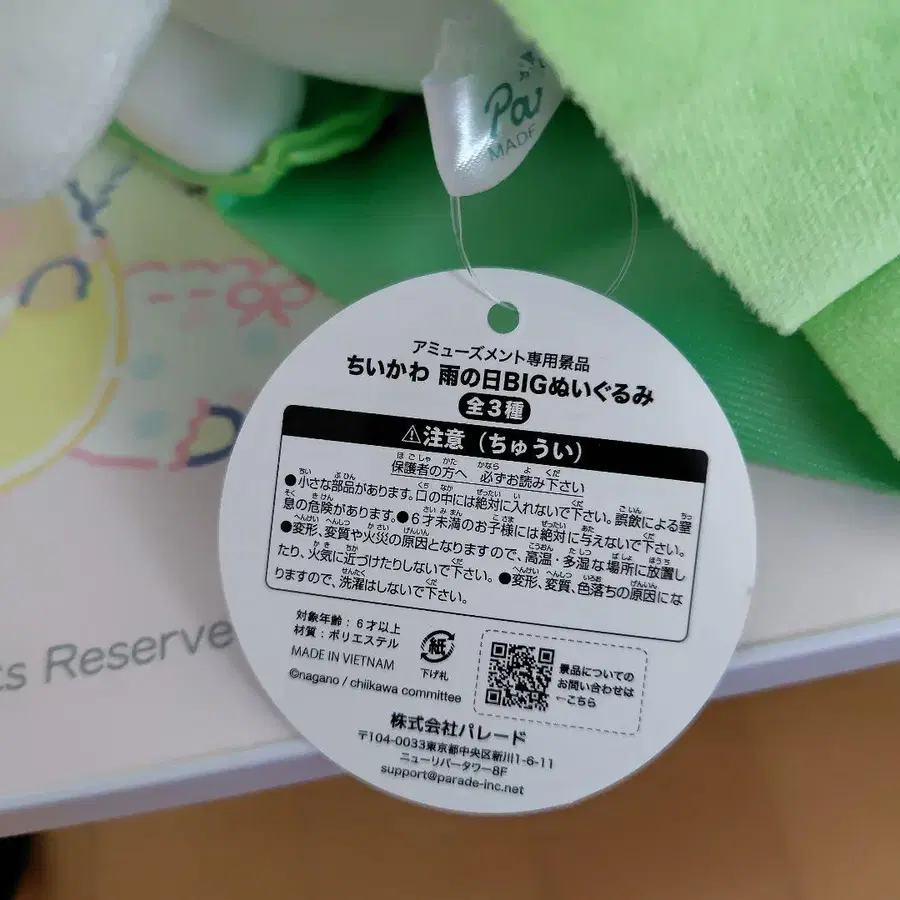 Pa
MADE
アミューズメント専用景品
ちいかわ 雨の日BIGぬいぐるみ
全3種
⚠注意(ちゅうい)
保護者の方へ 必ずお読み下さい
●小さな部品があります。口の中には絶対に入れないで下さい。誤飲による窒
息の危険があります。●6才未満のお子様には絶対に与えないで下さい。
●変形、変質や火災の原因となりますので、高温・多湿な場所に放置し
たり、火気に近づけたりしないで下さい。●変形、変質、色落ちの原因にな
りますので、洗濯はしないで下さい。
対象年齢:6才以上
材質:ポリエステル
MADE IN VIETNAM
紙
下げ札
©nagano / chiikawa committee
景品についての
お問い合わせは
←こちら
株式会社パレード
〒104-0033東京都中央区新川1-6-11
ニューリバータワー8F
support@parade-inc.net
ts Reserve